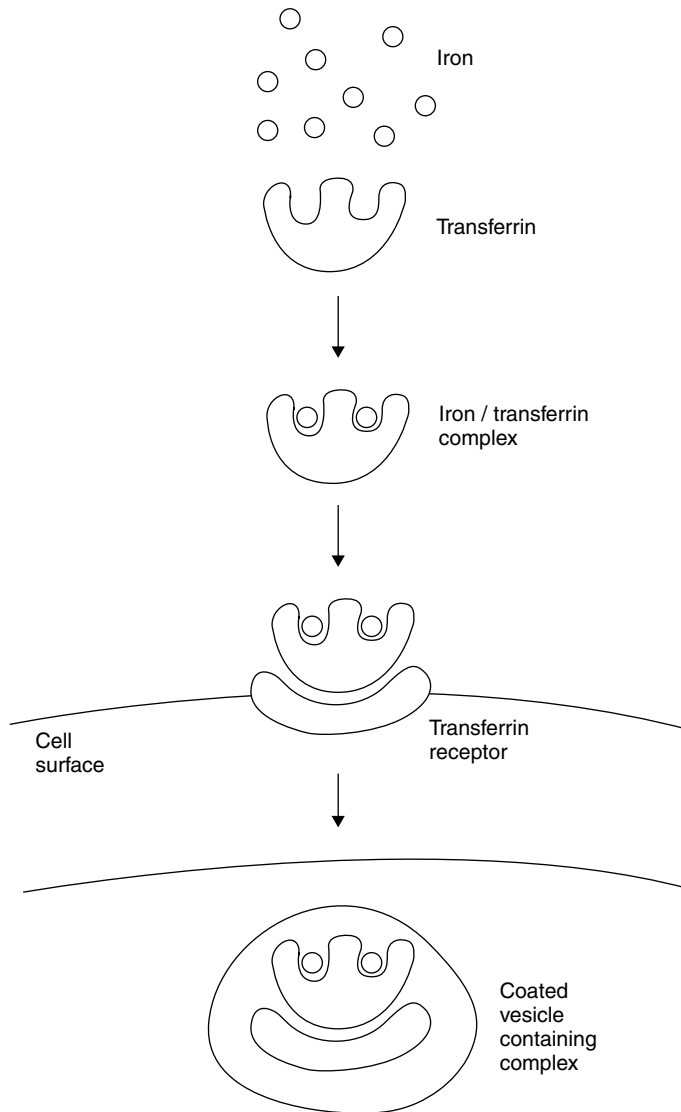 Iron
Transferrin
Iron / transferrin
complex
Transferrin
receptor
Cell
surface
Coated
vesicle
containing
complex